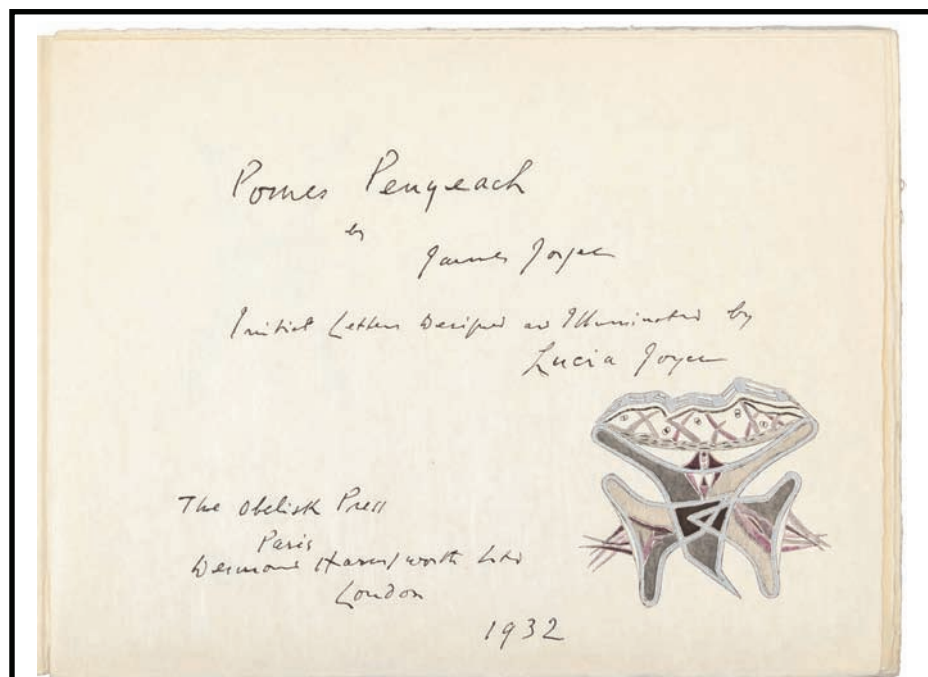 Pomes Penyeach
by
James Joyce
Initial Letters Designed and Illuminated by
Lucia Joyce
The Obelisk Press
Paris
Desmond Harmsworth Ltd
London
1932